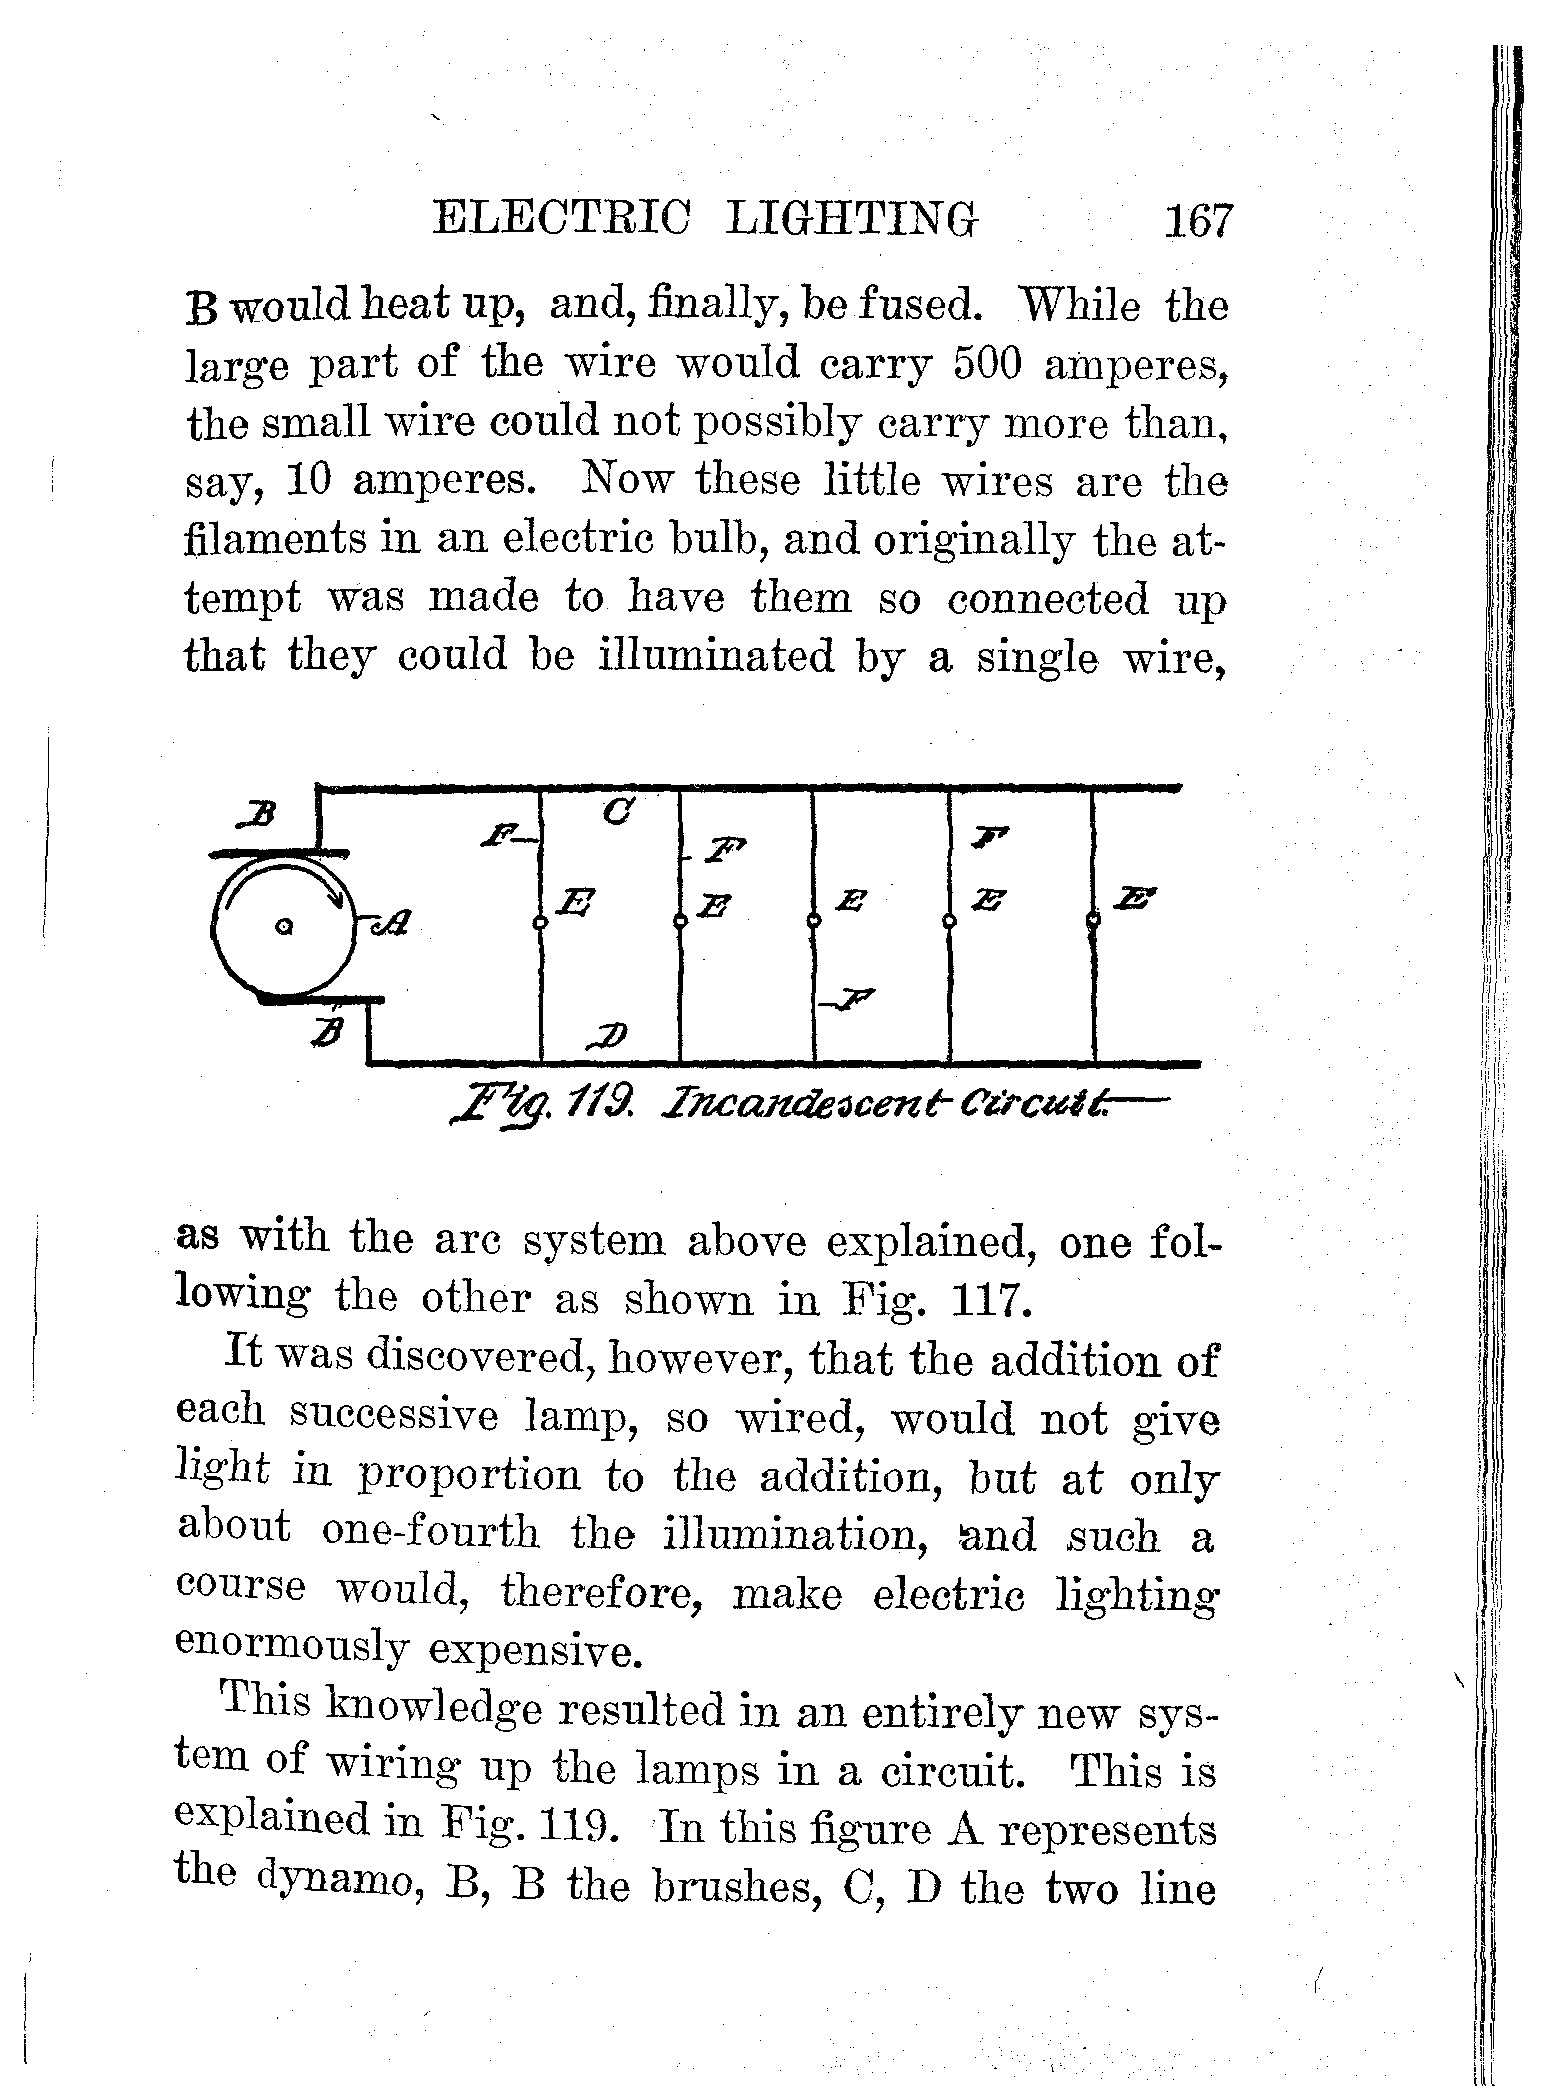 ELECTRIC LIGHTING 167
B would heat up, and, finally, be fused. While the
large part of the wire would carry 500 amperes,
the small wire could not possibly carry more than,
say, 10 amperes. Now these little wires are the
filaments in an electric bulb, and originally the at-
tempt was made to have them so connected up
that they could be illuminated by a single wire,
B C F F F
E E E E E
A
F
B D
Fig. 119. Incandescent Circuit.
as with the arc system above explained, one fol-
lowing the other as shown in Fig. 117.
It was discovered, however, that the addition of
each successive lamp, so wired, would not give
light in proportion to the addition, but at only
about one-fourth the illumination, and such a
course would, therefore, make electric lighting
enormously expensive.
This knowledge resulted in an entirely new sys-
tem of wiring up the lamps in a circuit. This is
explained in Fig. 119. In this figure A represents
the dynamo, B, B the brushes, C, D the two line